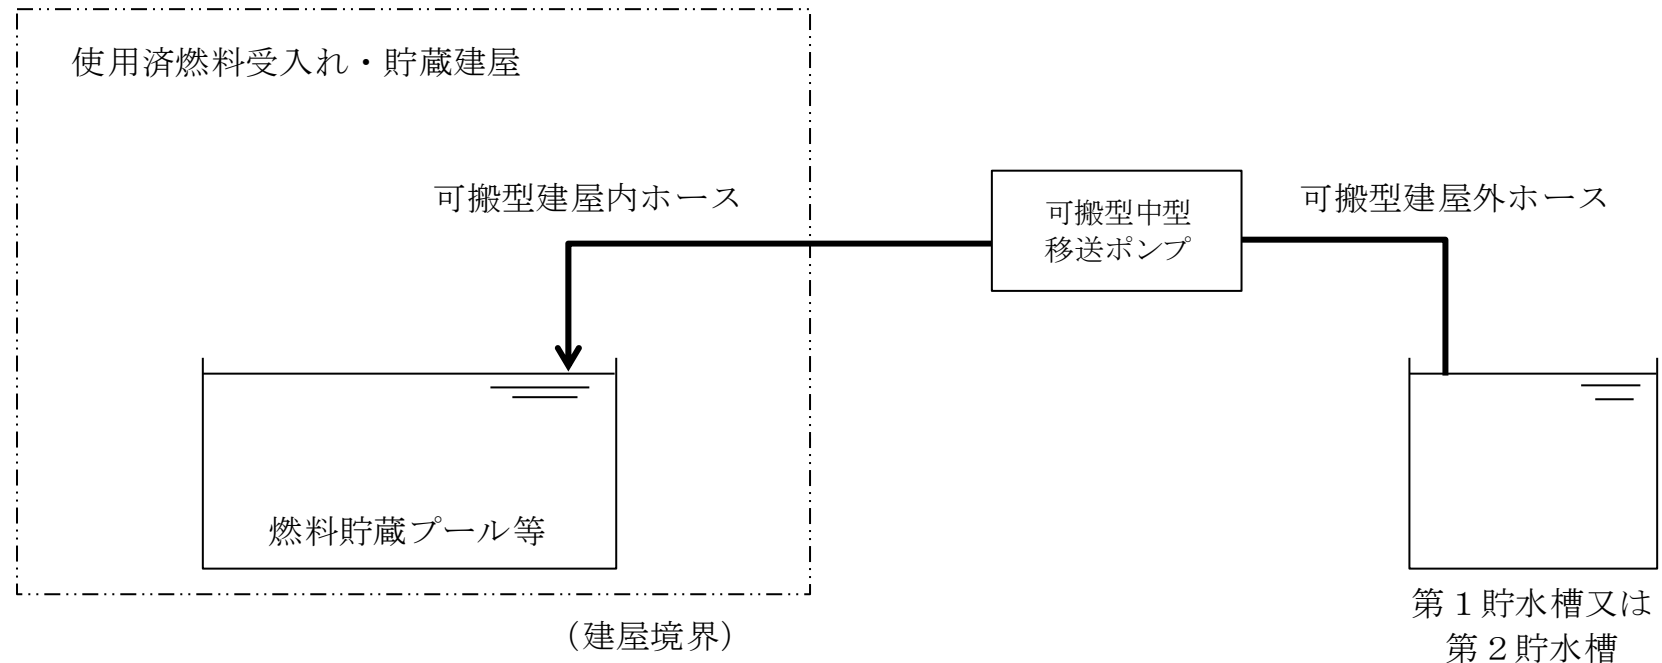 使用済燃料受入れ・貯蔵建屋
可搬型建屋内ホース
可搬型中型
移送ポンプ
可搬型建屋外ホース
燃料貯蔵プール等
（建屋境界）
第１貯水槽又は
第２貯水槽